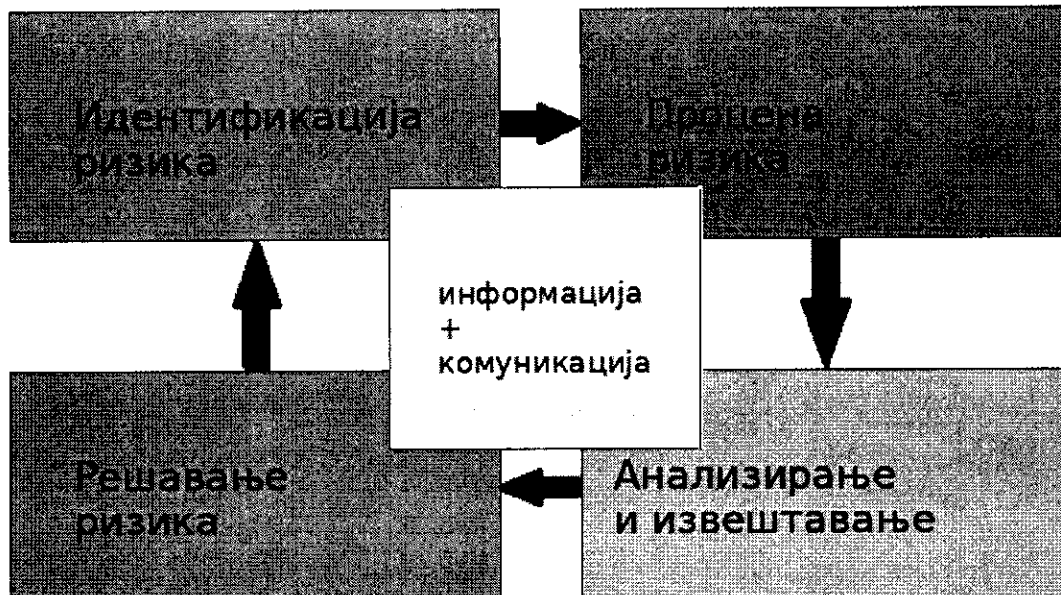 Идентификација
ризика
Процена
ризика
информација
+
комуникација
Решавање
ризика
Анализирање
и извештавање